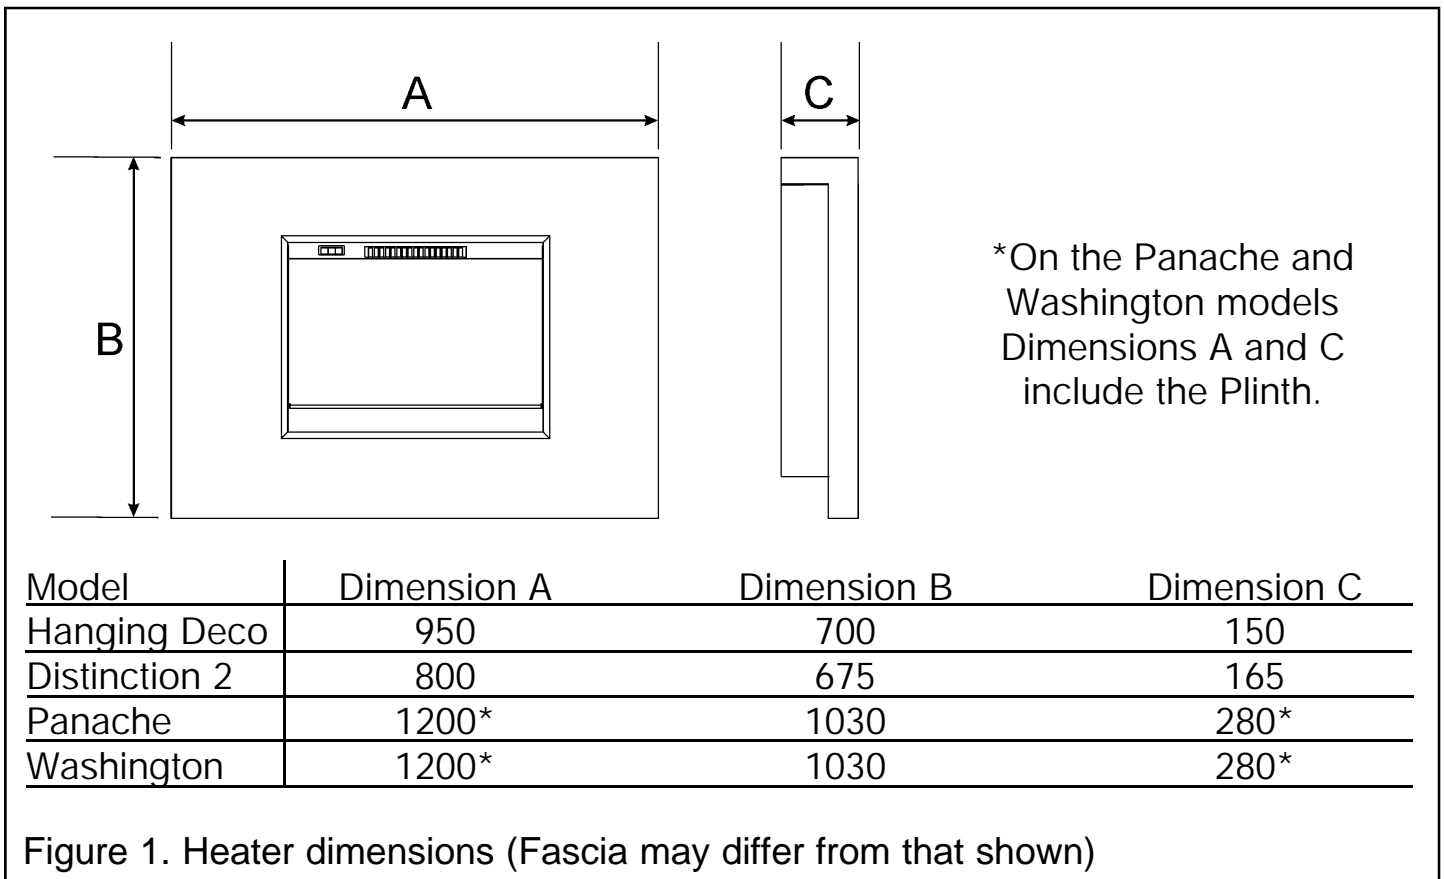 A
C
B
*On the Panache and
Washington models
Dimensions A and C
include the Plinth.
Model Dimension A Dimension B Dimension C
Hanging Deco 950 700 150
Distinction 2 800 675 165
Panache 1200* 1030 280*
Washington 1200* 1030 280*
Figure 1. Heater dimensions (Fascia may differ from that shown)